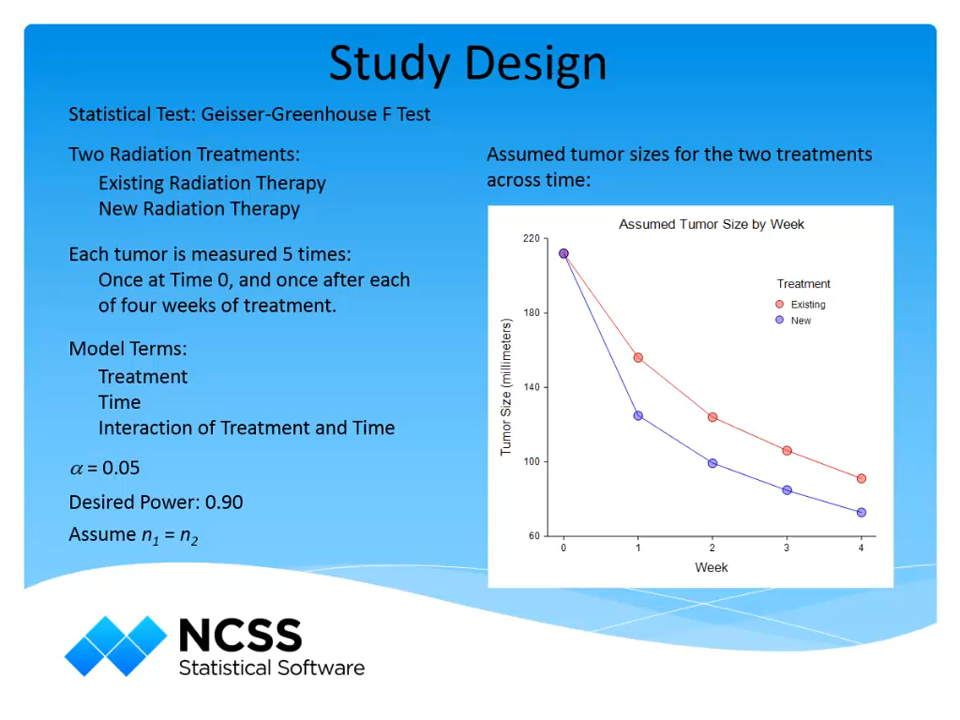 Study Design
Statistical Test: Geisser-Greenhouse F Test
Two Radiation Treatments:
Existing Radiation Therapy
New Radiation Therapy
Each tumor is measured 5 times:
Once at Time 0, and once after each
of four weeks of treatment.
Model Terms:
Treatment
Time
Interaction of Treatment and Time
α = 0.05
Desired Power: 0.90
Assume n1 = n2
Assumed tumor sizes for the two treatments
across time:
Assumed Tumor Size by Week
Tumor Size (millimeters)
220
180
140
100
60
Treatment
Existing
New
0 1 2 3 4
Week
NCSS
Statistical Software